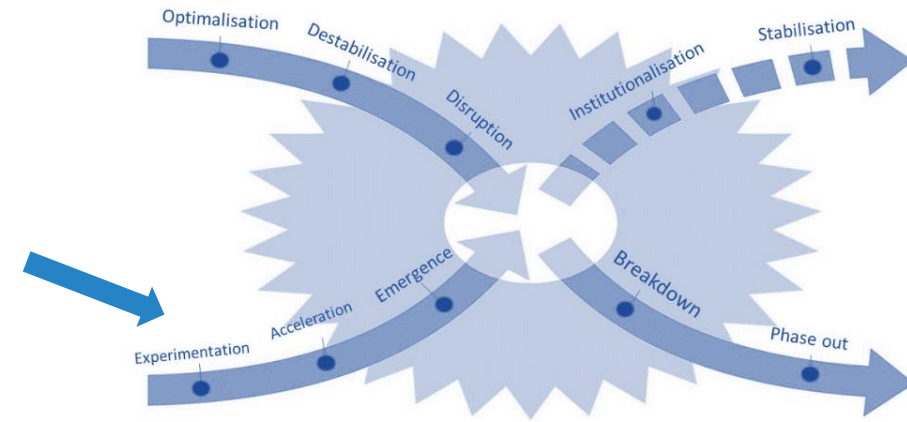 Optimalisation
Destabilisation
Disruption
Institutionalisation
Stabilisation
Experimentation
Acceleration
Emergence
Breakdown
Phase out